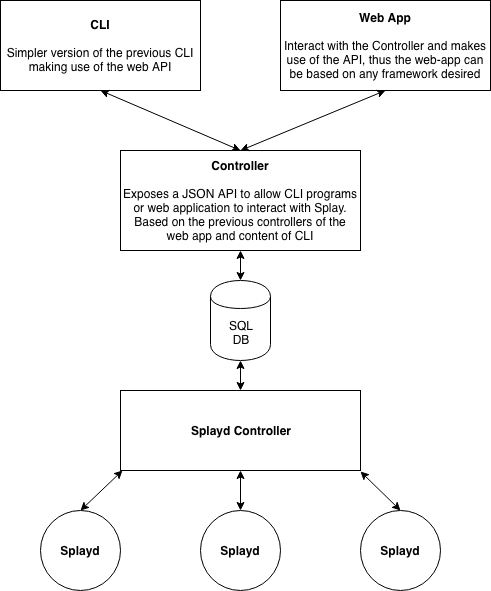 CLI
Simpler version of the previous CLI
making use of the web API
Web App
Interact with the Controller and makes
use of the API, thus the web-app can
be based on any framework desired
Controller
Exposes a JSON API to allow CLI programs
or web application to interact with Splay.
Based on the previous controllers of the
web app and content of CLI
SQL
DB
Splayd Controller
Splayd
Splayd
Splayd